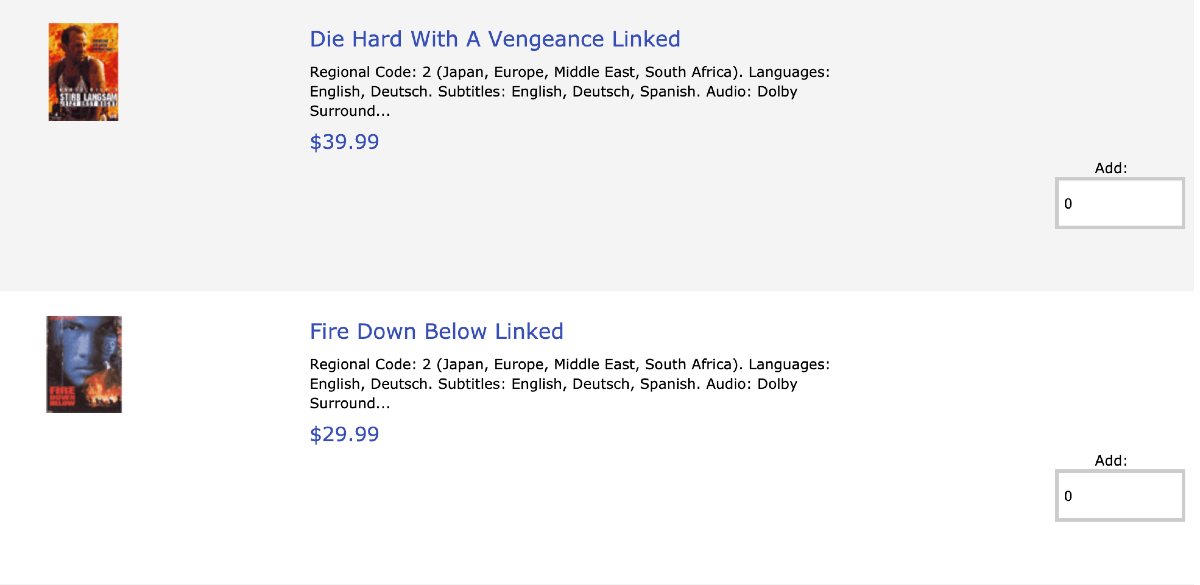 Die Hard With A Vengeance Linked
Regional Code: 2 (Japan, Europe, Middle East, South Africa). Languages:
English, Deutsch. Subtitles: English, Deutsch, Spanish. Audio: Dolby
Surround...
$39.99
Add:
0
STIRB LANGSAM
JETZT ERST RECHT
Fire Down Below Linked
Regional Code: 2 (Japan, Europe, Middle East, South Africa). Languages:
English, Deutsch. Subtitles: English, Deutsch, Spanish. Audio: Dolby
Surround...
$29.99
Add:
0
FIRE
DOWN
BELOW